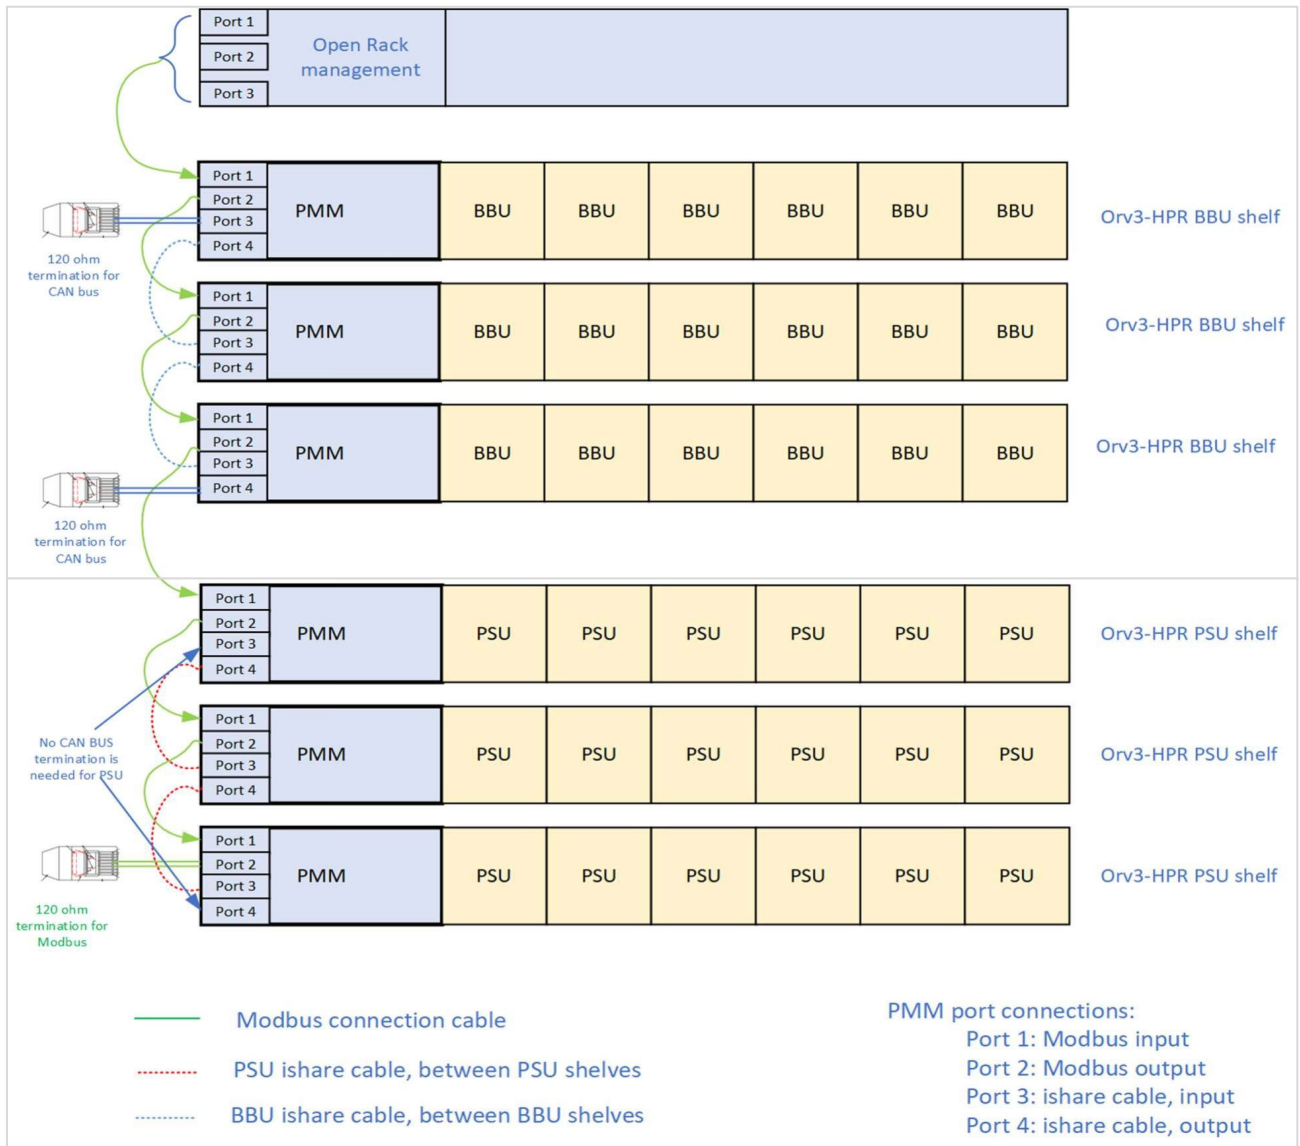 Port 1
Port 2
Port 3
Open Rack
management
Port 1
Port 2
Port 3
Port 4
PMM
BBU
BBU
BBU
BBU
BBU
BBU
Orv3-HPR BBU shelf
120 ohm
termination for
CAN bus
Port 1
Port 2
Port 3
Port 4
PMM
BBU
BBU
BBU
BBU
BBU
BBU
Orv3-HPR BBU shelf
Port 1
Port 2
Port 3
Port 4
PMM
BBU
BBU
BBU
BBU
BBU
BBU
Orv3-HPR BBU shelf
120 ohm
termination for
CAN bus
Port 1
Port 2
Port 3
Port 4
PMM
PSU
PSU
PSU
PSU
PSU
PSU
Orv3-HPR PSU shelf
No CAN BUS
termination is
needed for PSU
Port 1
Port 2
Port 3
Port 4
PMM
PSU
PSU
PSU
PSU
PSU
PSU
Orv3-HPR PSU shelf
Port 1
Port 2
Port 3
Port 4
PMM
PSU
PSU
PSU
PSU
PSU
PSU
Orv3-HPR PSU shelf
120 ohm
termination for
Modbus
Modbus connection cable
PSU ishare cable, between PSU shelves
BBU ishare cable, between BBU shelves
PMM port connections:
Port 1: Modbus input
Port 2: Modbus output
Port 3: ishare cable, input
Port 4: ishare cable, output